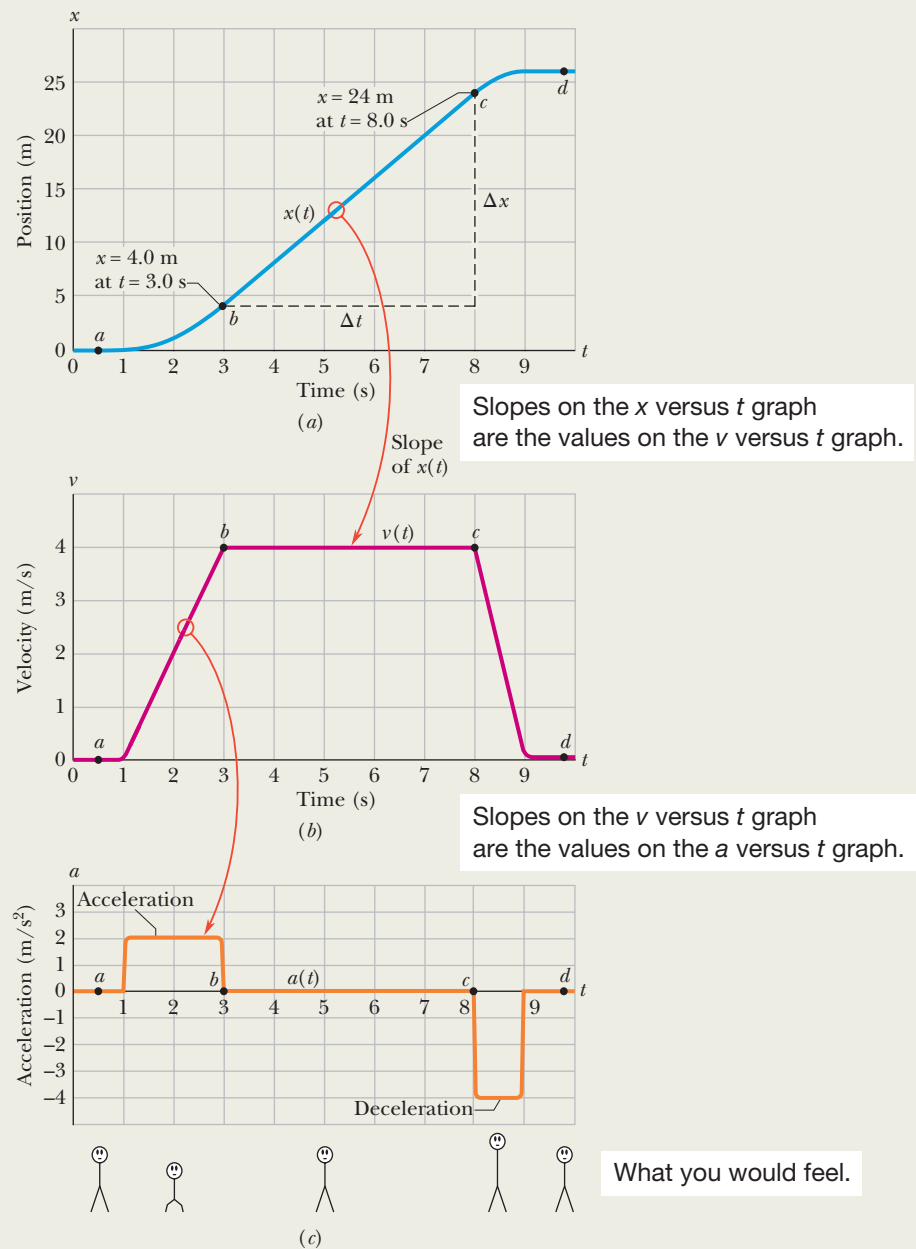 x
25
20
15
10
5
0
Position (m)
x = 24 m
at t = 8.0 s
c
d
Δx
x(t)
x = 4.0 m
at t = 3.0 s
b
Δt
a
0 1 2 3 4 5 6 7 8 9 t
Time (s)
(a)
Slopes on the x versus t graph
are the values on the v versus t graph.
Slope
of x(t)
v
4
3
2
1
0
Velocity (m/s)
b
v(t)
c
a
d
0 1 2 3 4 5 6 7 8 9 t
Time (s)
(b)
Slopes on the v versus t graph
are the values on the a versus t graph.
a
3
2
1
0
−1
−2
−3
−4
Acceleration (m/s²)
Acceleration
a
b
a(t)
c
d
1 2 3 4 5 6 7 8 9 t
Deceleration
What you would feel.
(c)